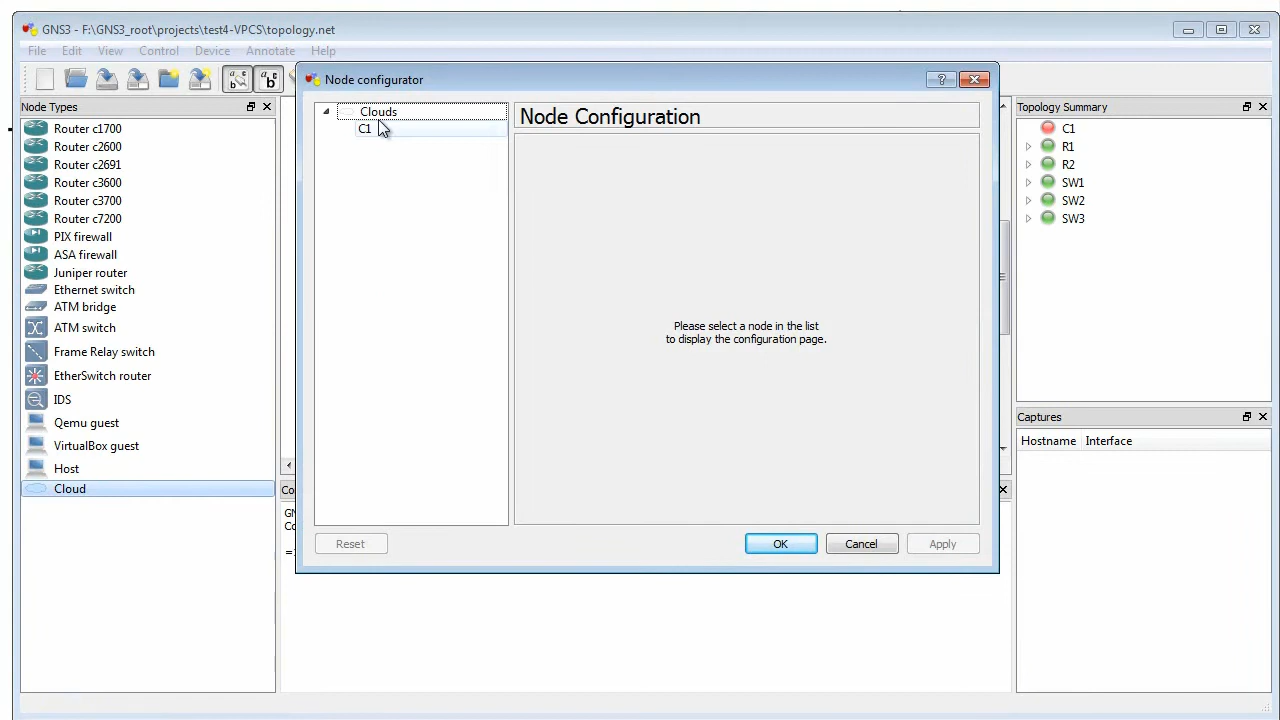 GNS3 - F:\GNS3_root\projects\test4-VPCS\topology.net
File Edit View Control Device Annotate Help
Node Types
Router c1700
Router c2600
Router c2691
Router c3600
Router c3700
Router c7200
PIX firewall
ASA firewall
Juniper router
Ethernet switch
ATM bridge
ATM switch
Frame Relay switch
EtherSwitch router
IDS
Qemu guest
VirtualBox guest
Host
Cloud
Node configurator
Clouds
C1
Node Configuration
Please select a node in the list
to display the configuration page.
Reset
OK
Cancel
Apply
Co
GN
Co
Topology Summary
C1
R1
R2
SW1
SW2
SW3
Captures
Hostname Interface